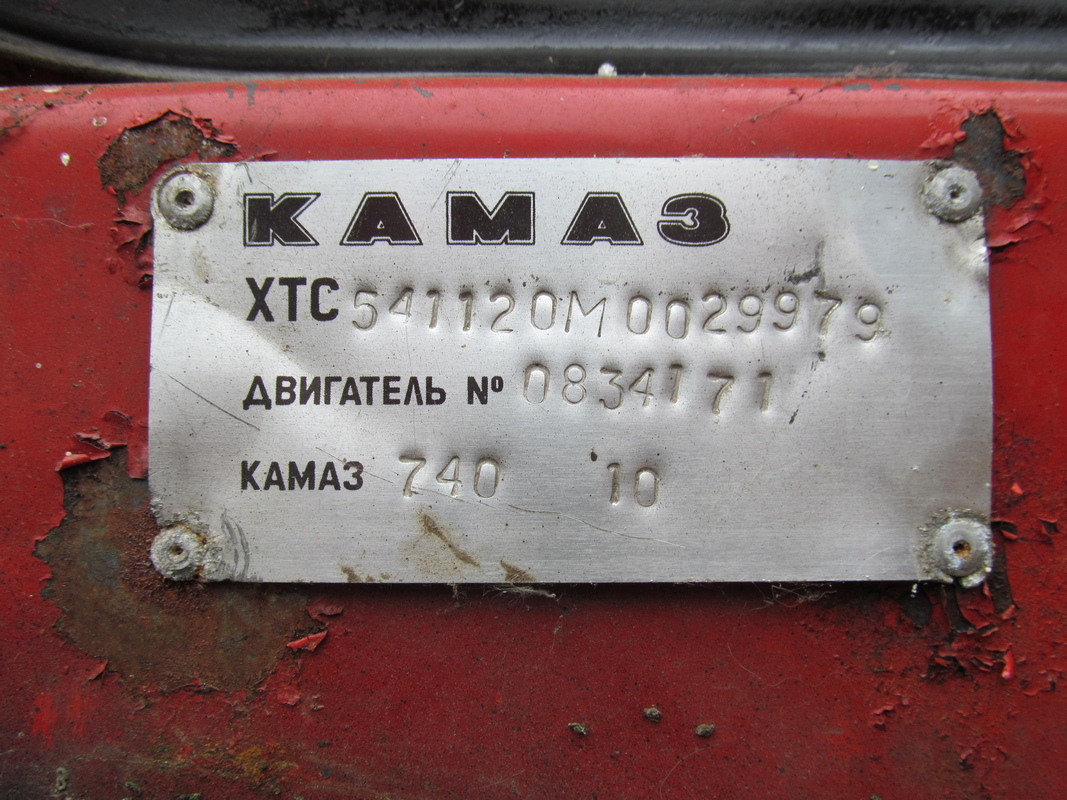 КАМАЗ
ХТС 541120М0029979
ДВИГАТЕЛЬ № 0834171
КАМАЗ 740 10